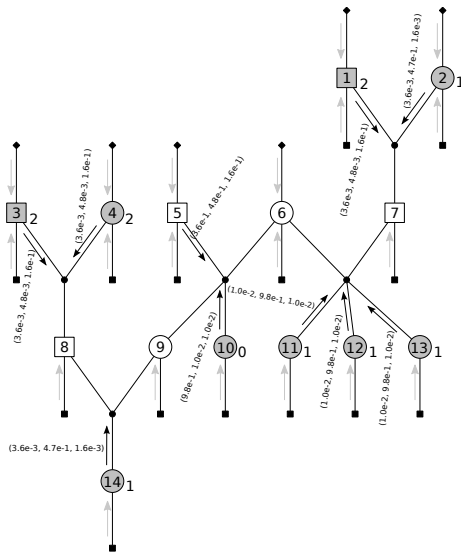 1 2
2 1
(3.6e-3, 4.7e-1, 1.6e-3)
(3.6e-3, 4.8e-3, 1.6e-1)
3 2
4 2
5
6
7
(3.6e-3, 4.8e-3, 1.6e-1)
(3.6e-1, 4.8e-1, 1.6e-1)
(3.6e-3, 4.8e-3, 1.6e-1)
(1.0e-2, 9.8e-1, 1.0e-2)
8
9
10 0
11 1
12 1
13 1
(9.8e-1, 1.0e-2, 1.0e-2)
(1.0e-2, 9.8e-1, 1.0e-2)
(1.0e-2, 9.8e-1, 1.0e-2)
(3.6e-3, 4.7e-1, 1.6e-3)
14 1